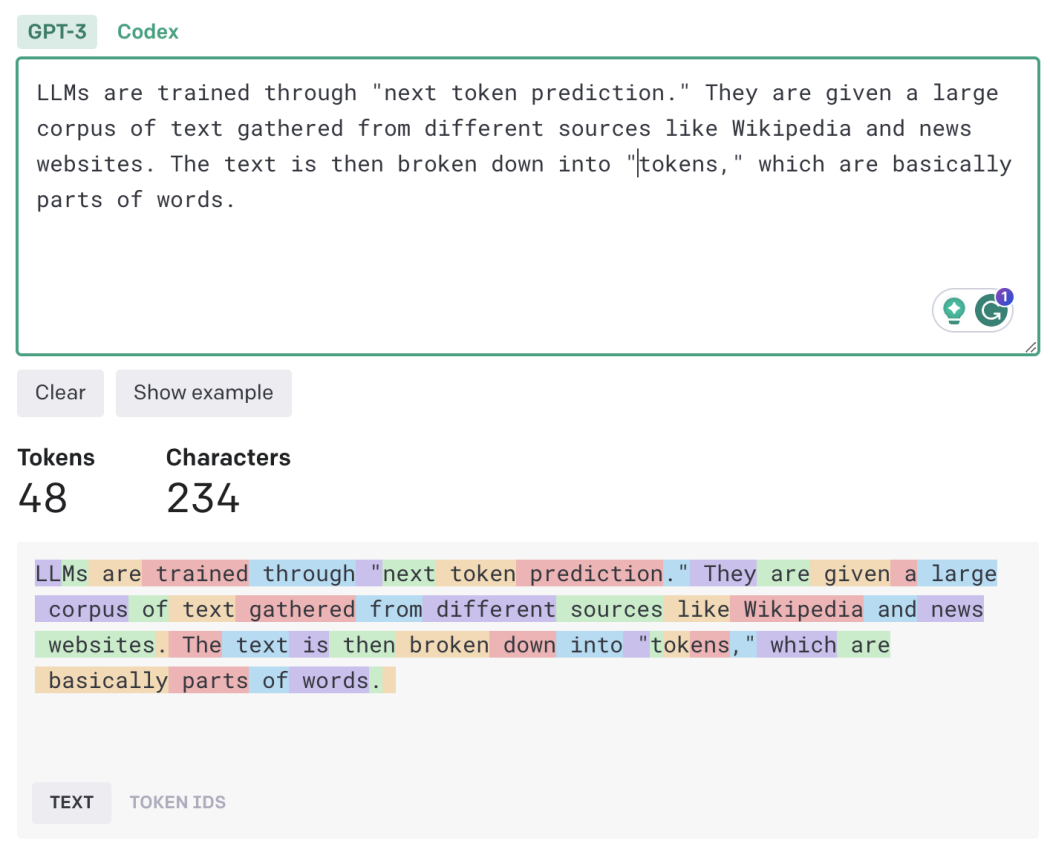 GPT-3 Codex
LLMs are trained through "next token prediction." They are given a large
corpus of text gathered from different sources like Wikipedia and news
websites. The text is then broken down into "tokens," which are basically
parts of words.
1
Clear Show example
Tokens Characters
48 234
LLMs are trained through "next token prediction." They are given a large
corpus of text gathered from different sources like Wikipedia and news
websites. The text is then broken down into "tokens," which are
basically parts of words.
TEXT TOKEN IDS